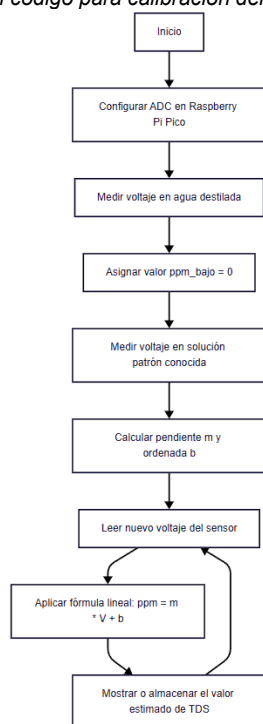 código para calibración del
Inicio
Configurar ADC en Raspberry
Pi Pico
Medir voltaje en agua destilada
Asignar valor ppm_bajo = 0
Medir voltaje en solución
patrón conocida
Calcular pendiente m y
ordenada b
Leer nuevo voltaje del sensor
Aplicar fórmula lineal: ppm = m
* V + b
Mostrar o almacenar el valor
estimado de TDS